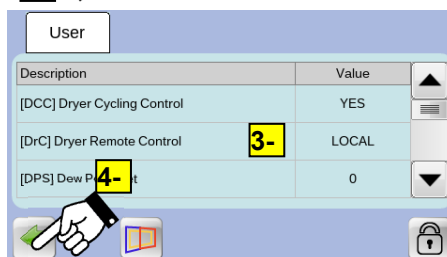 User
Description Value
[DCC] Dryer Cycling Control YES
[DrC] Dryer Remote Control 3- LOCAL
[DPS] Dew 4- 0